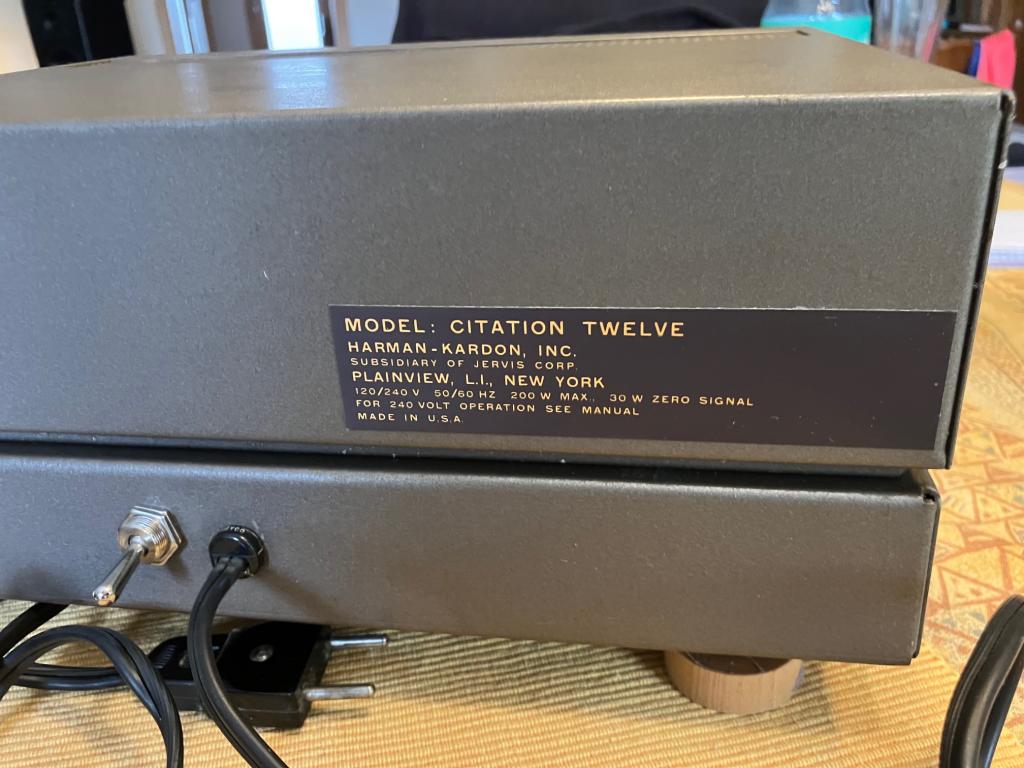 MODEL: CITATION TWELVE
HARMAN-KARDON, INC.
SUBSIDIARY OF JERVIS CORP.
PLAINVIEW, L.I., NEW YORK
120/240 V 50/60 HZ 200 W MAX., 30 W ZERO SIGNAL
FOR 240 VOLT OPERATION SEE MANUAL
MADE IN U.S.A.